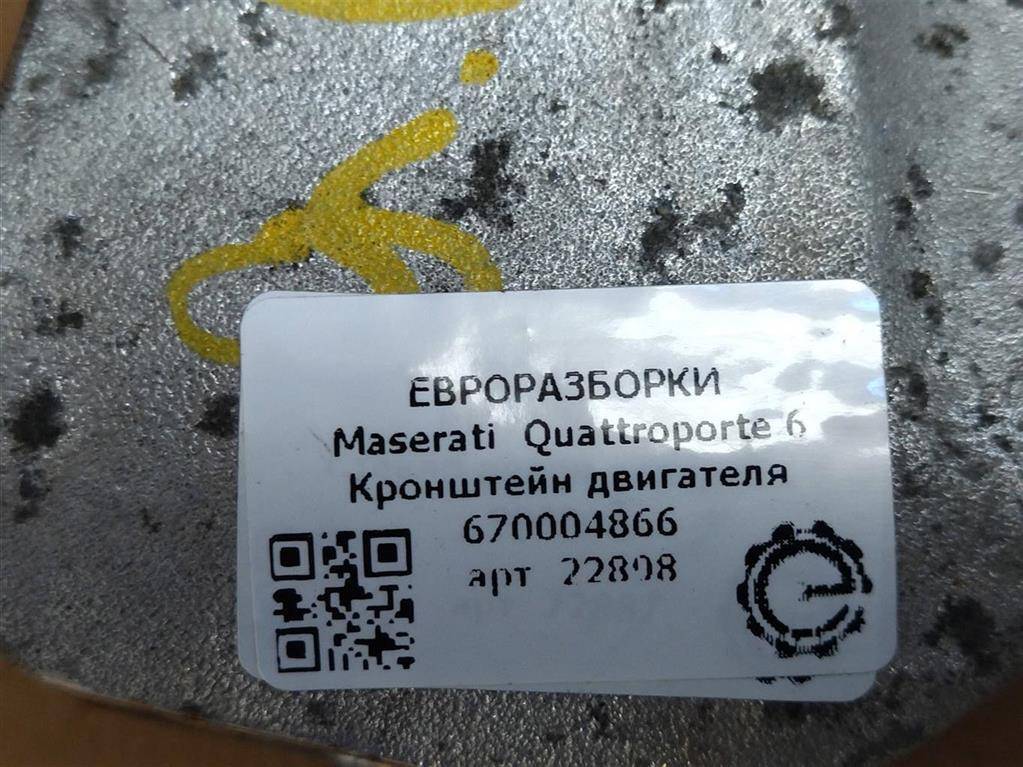 ЕВРОРАЗБОРКИ
Maserati Quattroporte 6
Кронштейн двигателя
670004866
арт 22808